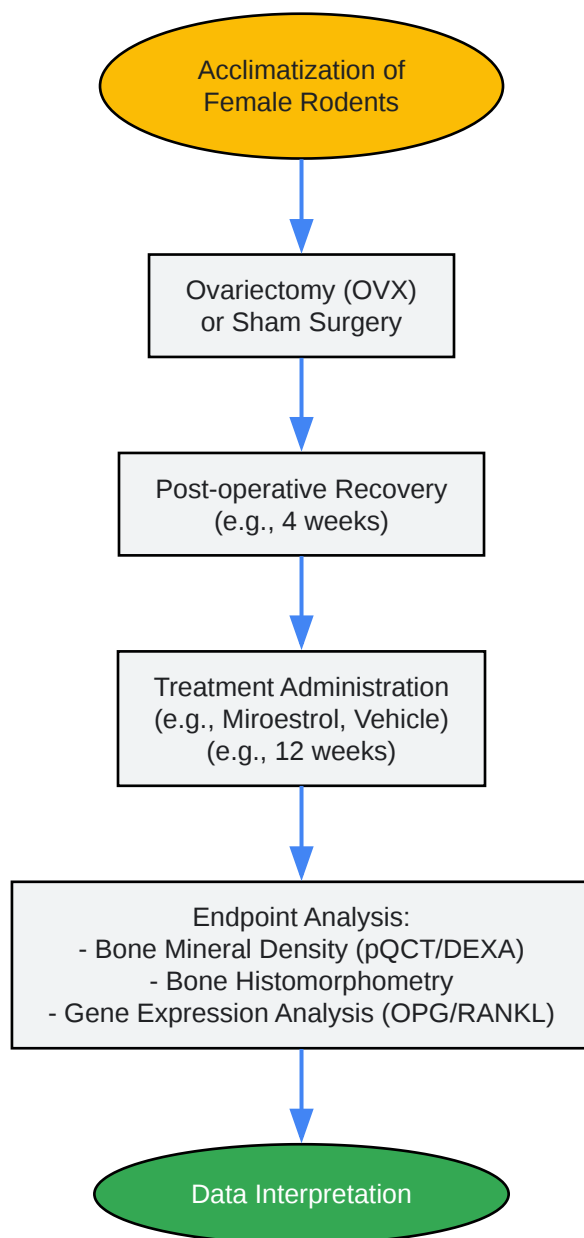 Acclimatization of
Female Rodents
Ovariectomy (OVX)
or Sham Surgery
Post-operative Recovery
(e.g., 4 weeks)
Treatment Administration
(e.g., Miroestrol, Vehicle)
(e.g., 12 weeks)
Endpoint Analysis:
- Bone Mineral Density (pQCT/DEXA)
- Bone Histomorphometry
- Gene Expression Analysis (OPG/RANKL)
Data Interpretation